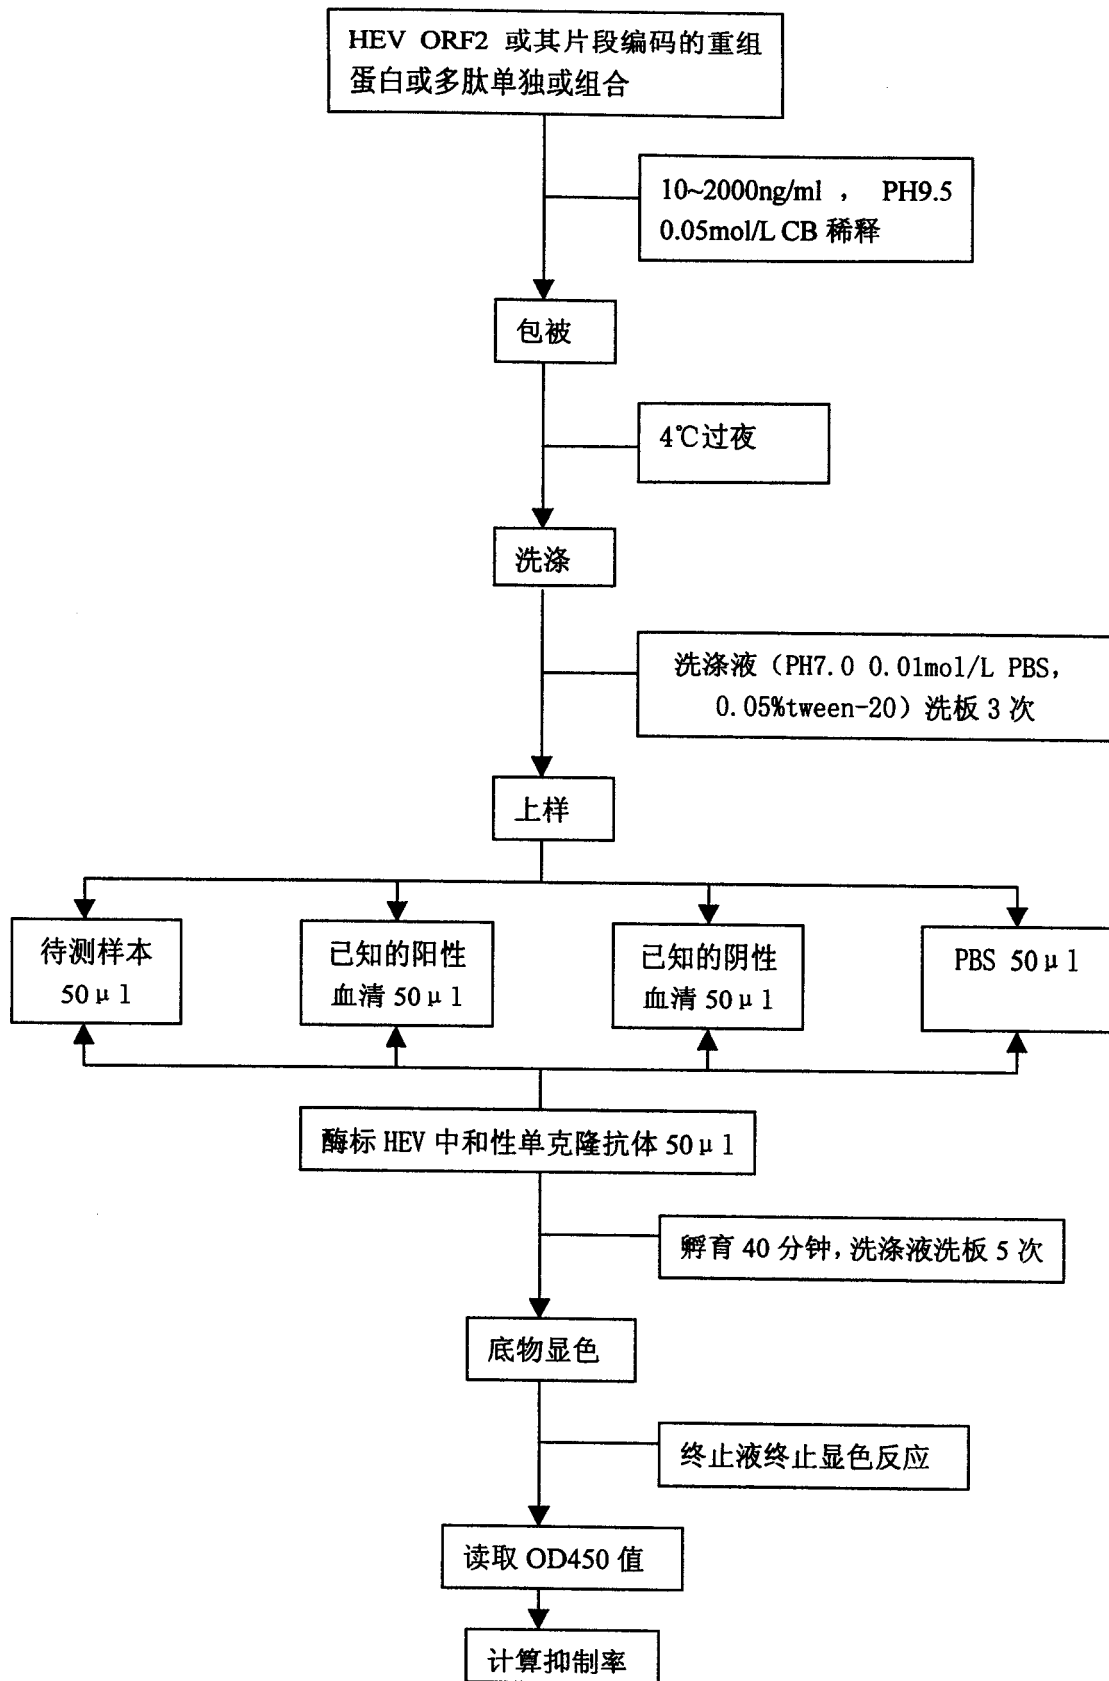 HEV ORF2 或其片段编码的重组
蛋白或多肽单独或组合
10~2000ng/ml ， PH9.5
0.05mol/L CB 稀释
包被
4℃过夜
洗涤
洗涤液（PH7.0 0.01mol/L PBS，
0.05%tween-20）洗板 3 次
上样
待测样本
50μl
已知的阳性
血清 50μl
已知的阴性
血清 50μl
PBS 50μl
酶标 HEV 中和性单克隆抗体 50μl
孵育 40 分钟，洗涤液洗板 5 次
底物显色
终止液终止显色反应
读取 OD450 值
计算抑制率